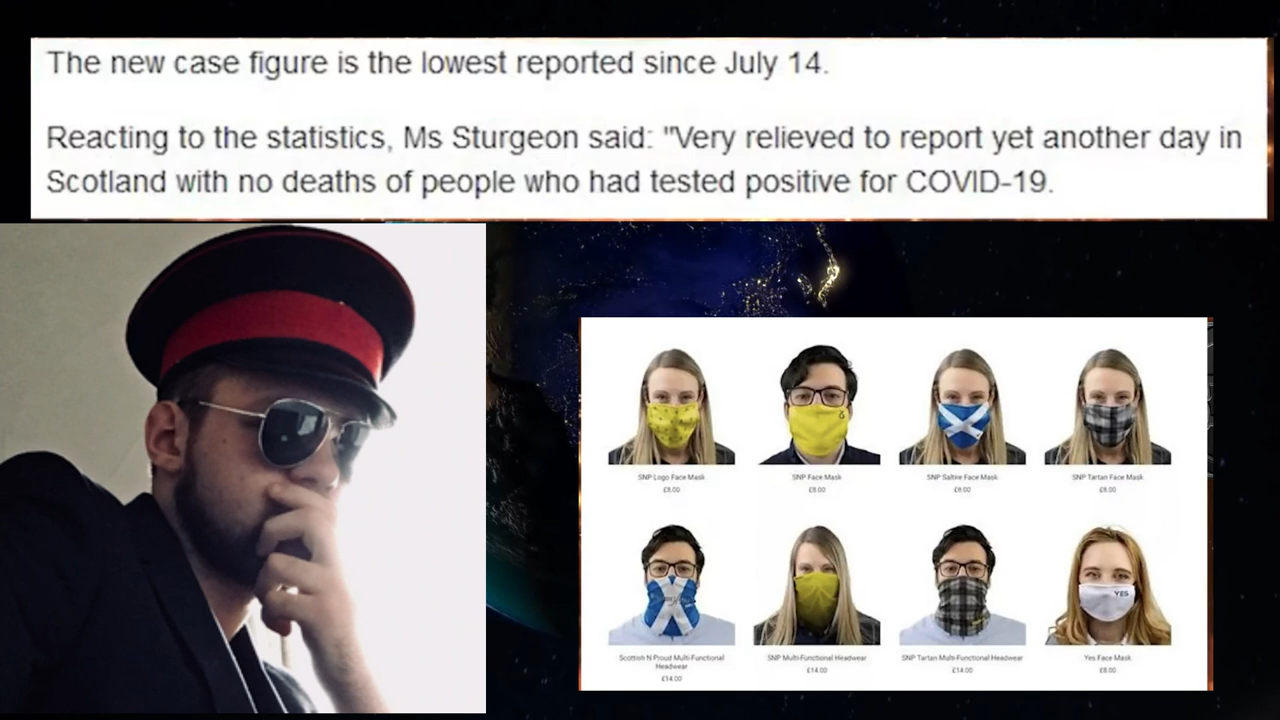 The new case figure is the lowest reported since July 14.
Reacting to the statistics, Ms Sturgeon said: "Very relieved to report yet another day in
Scotland with no deaths of people who had tested positive for COVID-19.
SNP Logo Face Mask
£8.00
SNP Face Mask
£8.00
SNP Saltire Face Mask
£8.00
SNP Tartan Face Mask
£8.00
YES
Scottish N Proud Multi-Functional
Headwear
£14.00
SNP Multi-Functional Headwear
£14.00
SNP Tartan Multi-Functional Headwear
£14.00
Yes Face Mask
£8.00